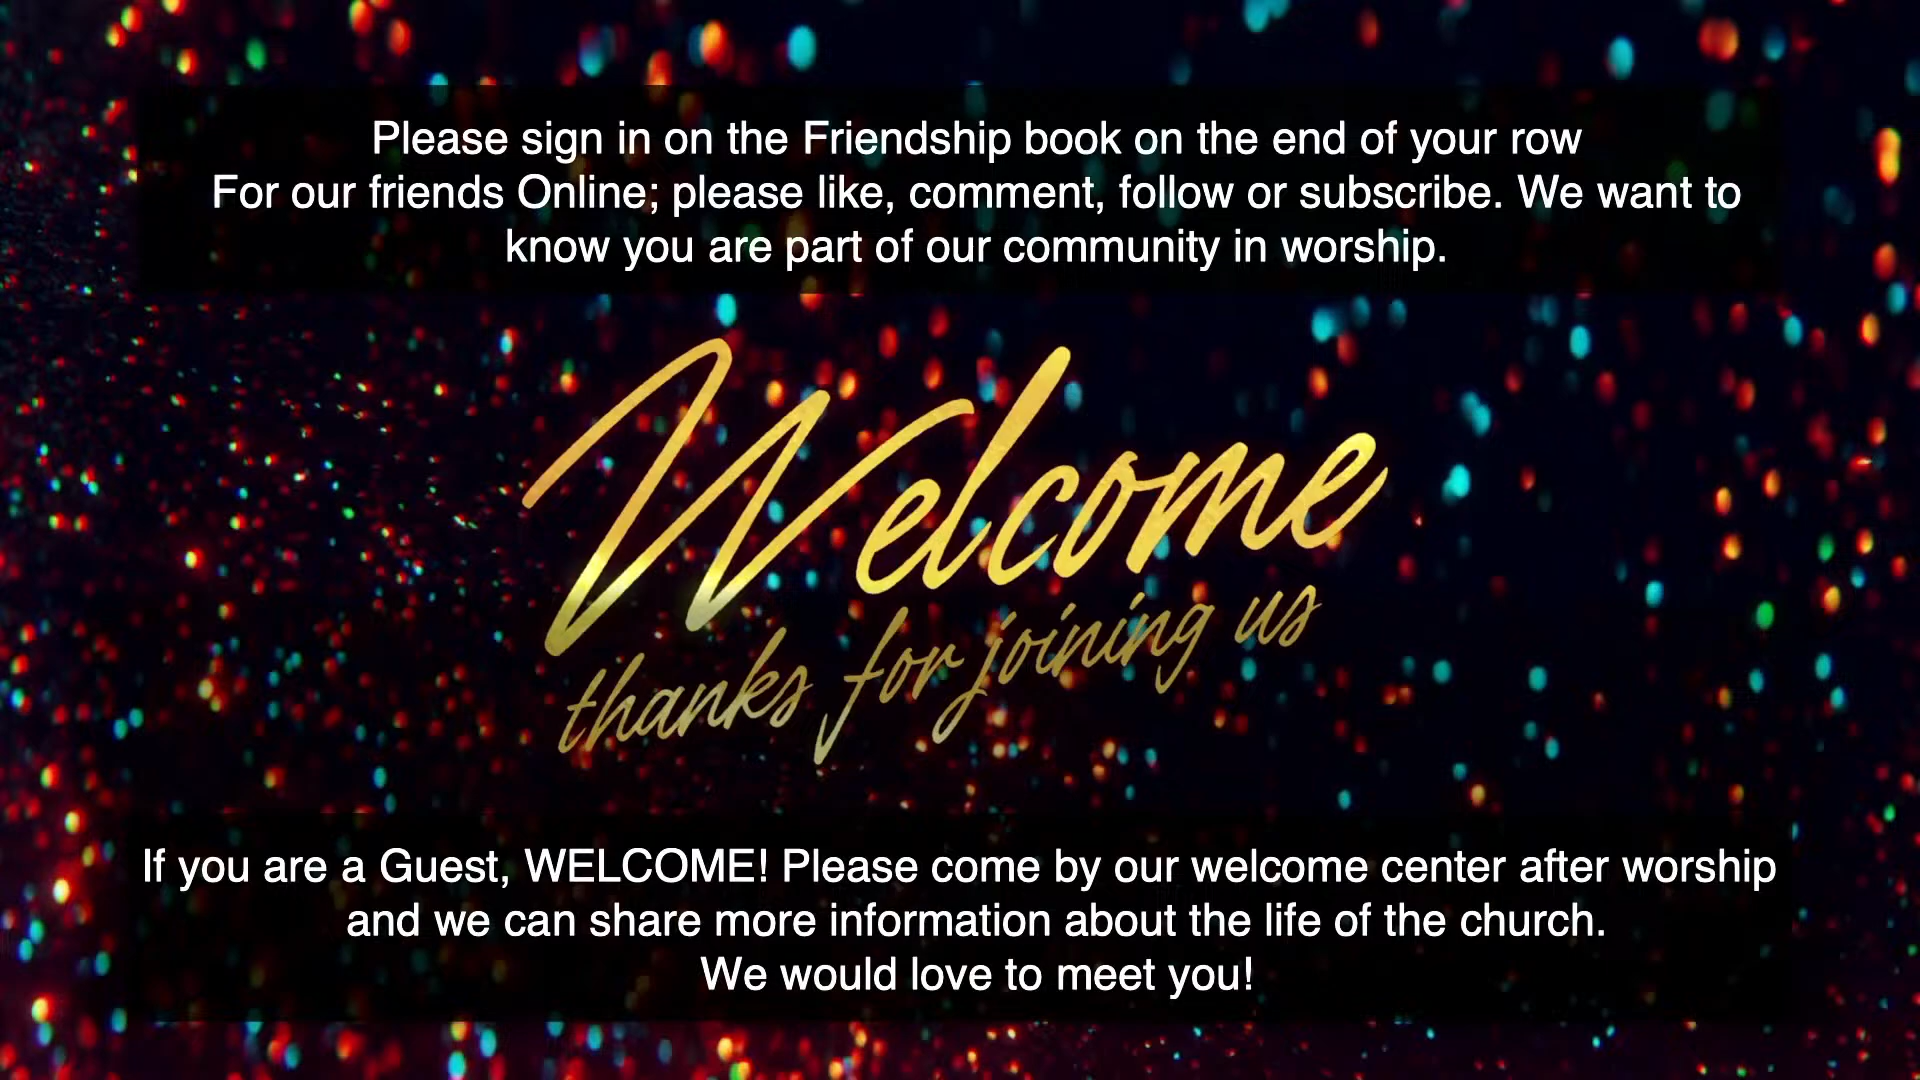 Please sign in on the Friendship book on the end of your row
For our friends Online; please like, comment, follow or subscribe. We want to
know you are part of our community in worship.
Welcome
thanks for joining us
If you are a Guest, WELCOME! Please come by our welcome center after worship
and we can share more information about the life of the church.
We would love to meet you!